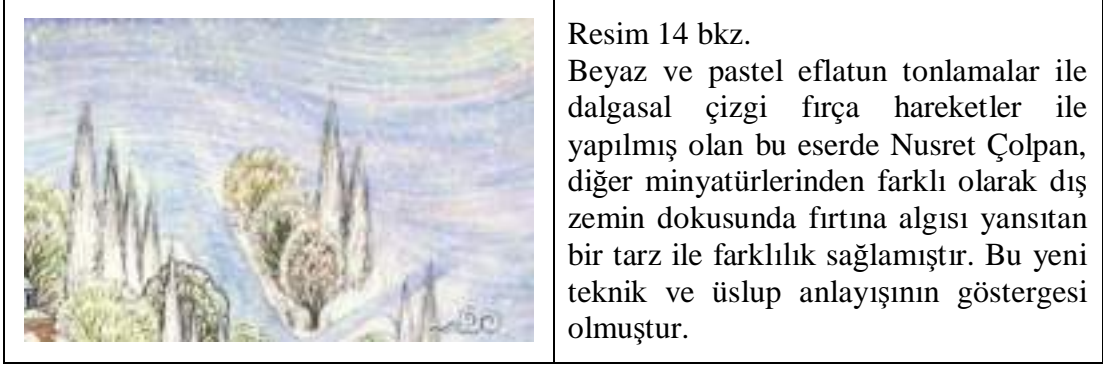 Resim 14 bkz.
Beyaz ve pastel eflatun tonlamalar ile
dalgasal çizgi fırça hareketler ile
yapılmış olan bu eserde Nusret Çolpan,
diğer minyatürlerinden farklı olarak dış
zemin dokusunda fırtına algısı yansıtan
bir tarz ile farklılık sağlamıştır. Bu yeni
teknik ve üslup anlayışının göstergesi
olmuştur.